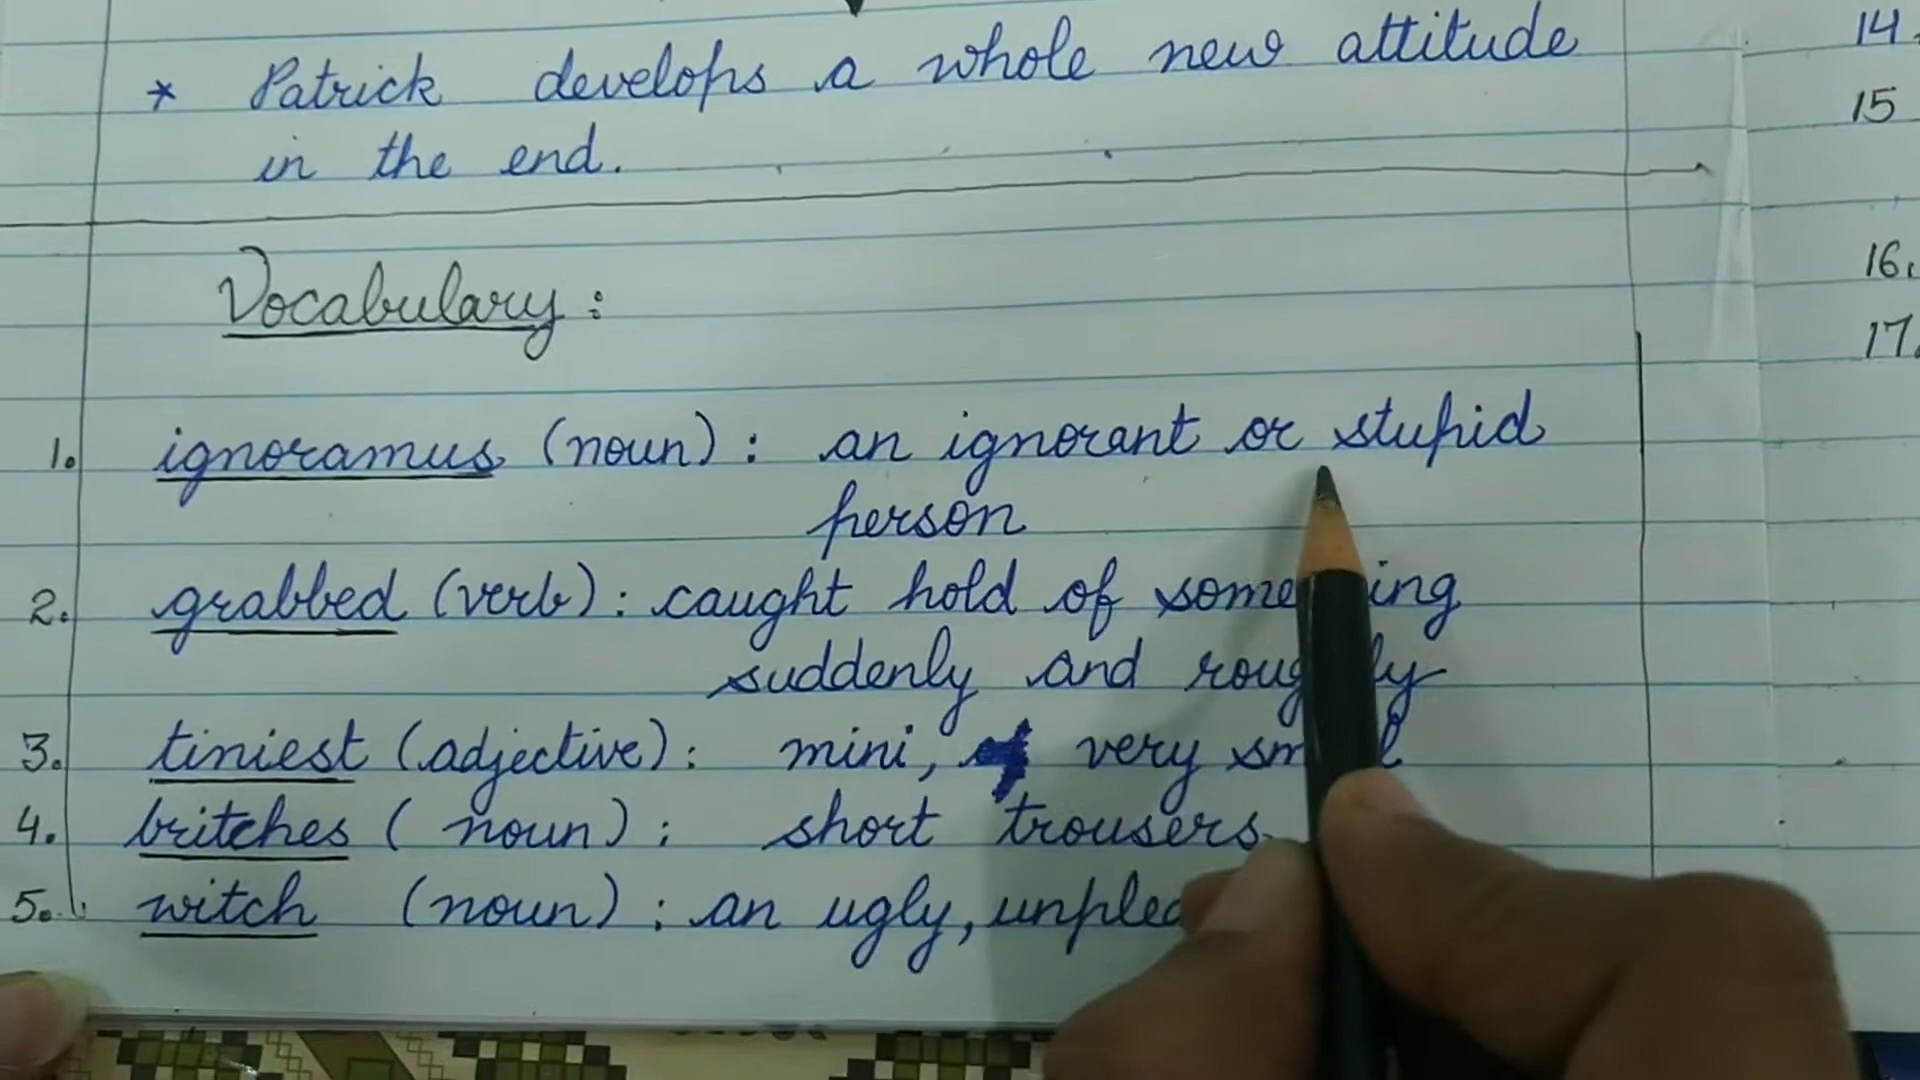 * Patrick develops a whole new attitude
in the end.
Vocabulary:
1. ignoramus (noun): an ignorant or stupid
person
2. grabbed (verb): caught hold of
suddenly and
3. tiniest (adjective): mini, very
4. britches (noun): short trousers
5. witch (noun): an ugly,
14.
15
16.
17.